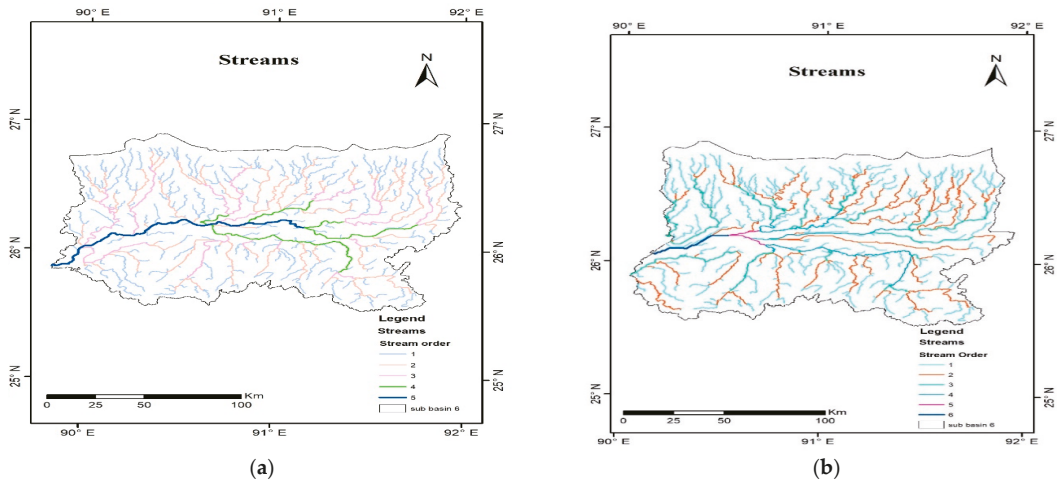 90° E 91° E 92° E
Streams
N
27° N
27° N
26° N
26° N
25° N
25° N
Legend
Streams
Stream order
1
2
3
4
5
sub basin 6
0 25 50 100 Km
90° E 91° E 92° E
(a)
90° E 91° E
Streams
N
27° N
27° N
26° N
26° N
25° N
25° N
Legend
Streams
Stream Order
1
2
3
4
5
6
sub basin 6
0 25 50 100 Km
90° E 91° E 92° E
(b)